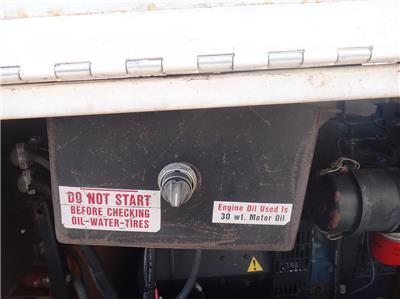 DO NOT START
BEFORE CHECKING
OIL-WATER-TIRES
Engine Oil Used Is
30 wt. Motor Oil